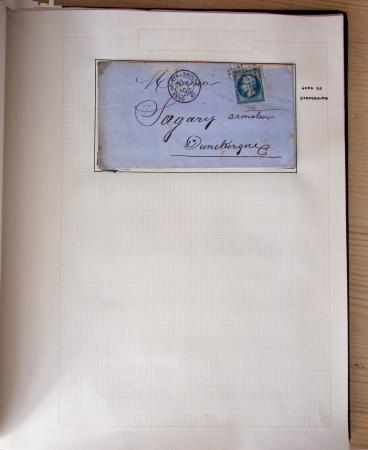 Monsieur
Sagary armateur
Dunkerque
GARE DE
STRASBOURG